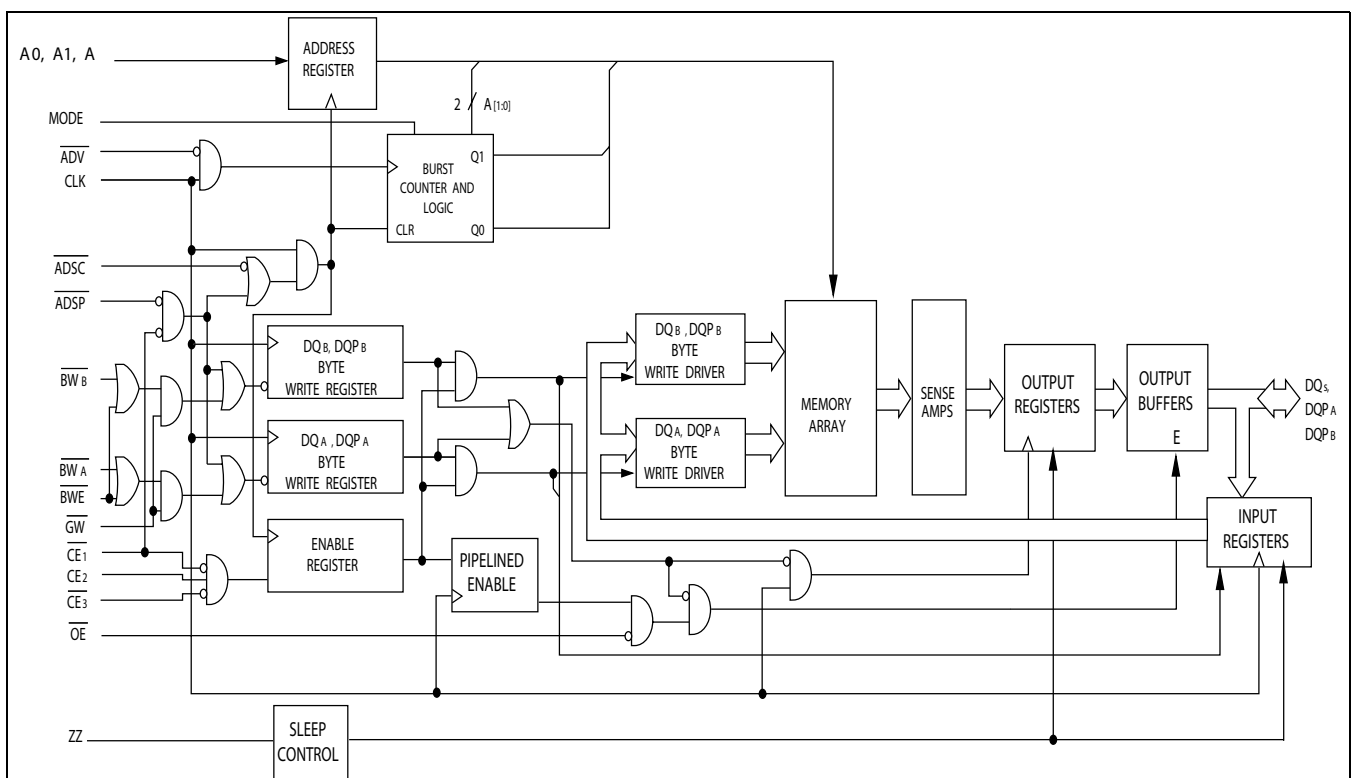 A0, A1, A
ADDRESS
REGISTER
MODE
2
A[1:0]
ADV
CLK
BURST
COUNTER AND
LOGIC
Q1
CLR
Q0
ADSC
ADSP
DQB, DQPB
BYTE
WRITE REGISTER
DQB, DQPB
BYTE
WRITE DRIVER
BWB
MEMORY
ARRAY
SENSE
AMPS
OUTPUT
REGISTERS
OUTPUT
BUFFERS
E
DQs,
DQPA
DQPB
DQA, DQPA
BYTE
WRITE REGISTER
DQA, DQPA
BYTE
WRITE DRIVER
BWA
BWE
GW
CE1
CE2
CE3
ENABLE
REGISTER
PIPELINED
ENABLE
INPUT
REGISTERS
OE
ZZ
SLEEP
CONTROL